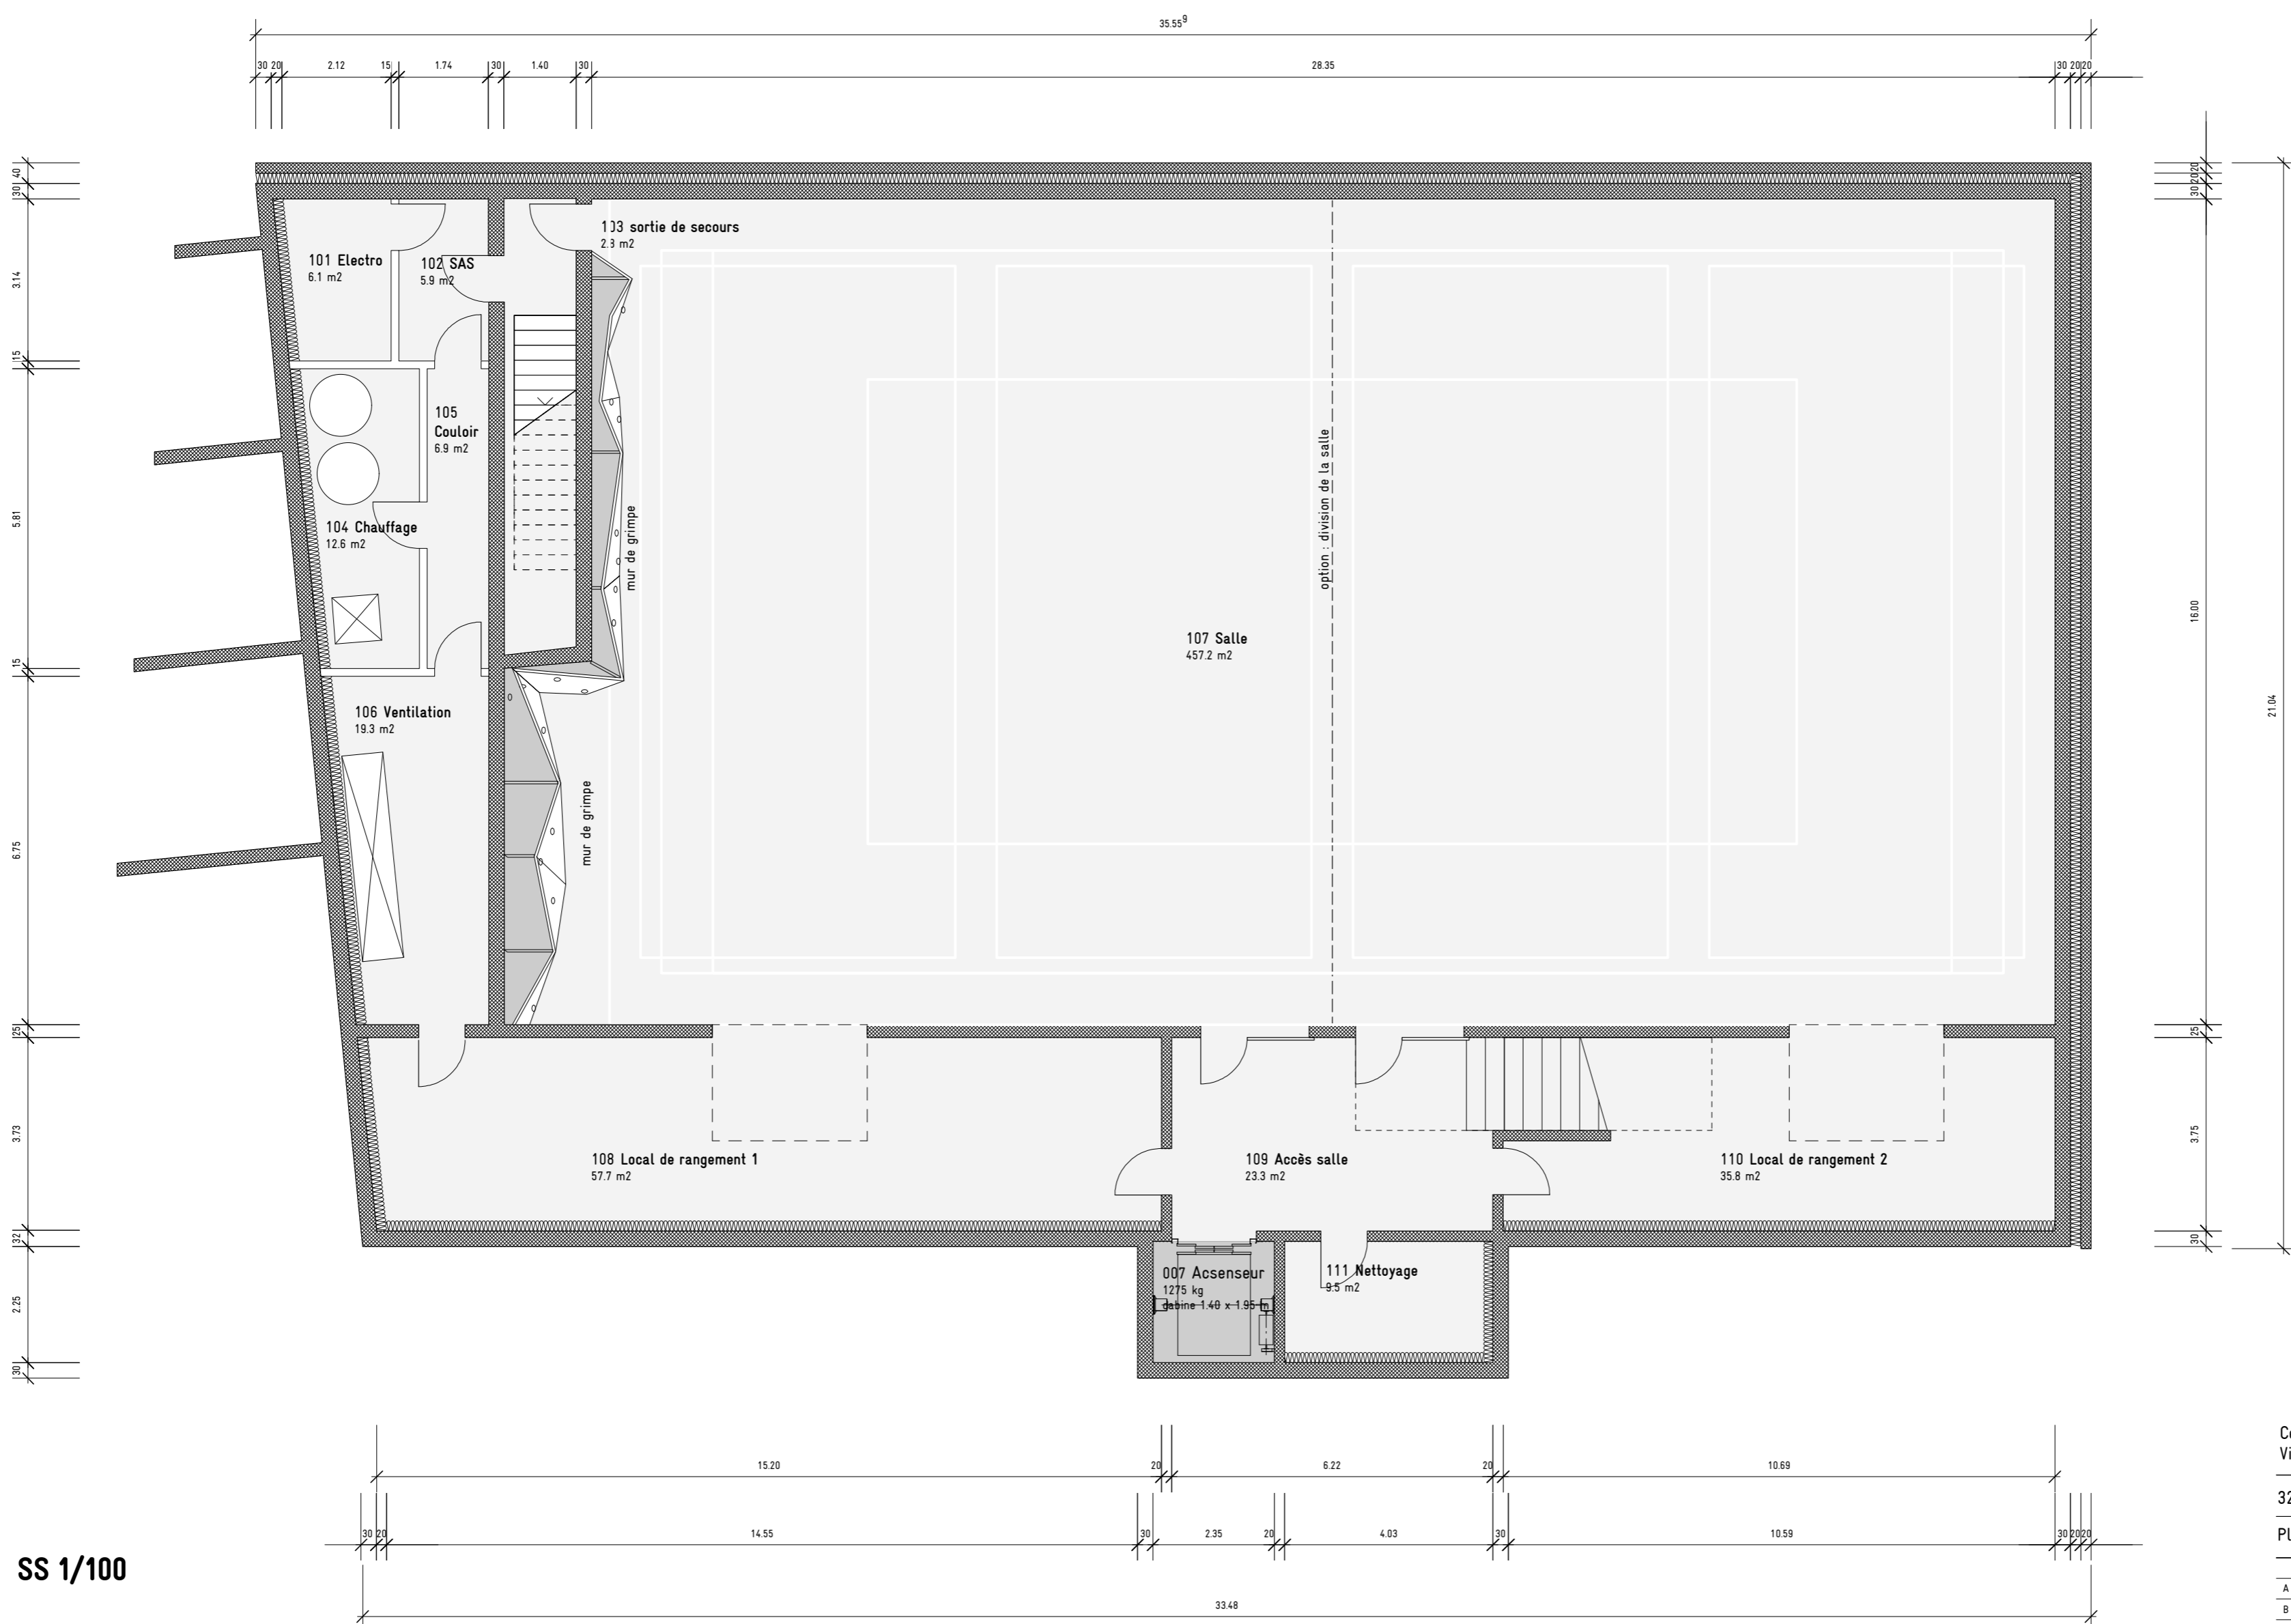 35.55⁹
30 20 2.12 15 1.74 30 1.40 30 28.35 30 20 20
40
30
3.14
15
5.81
15
6.75
25
3.73
32
2.25
30
20
20
30
16.00
25
3.75
30
21.04
103 sortie de secours
2.8 m2
101 Electro
6.1 m2
102 SAS
5.9 m2
105
Couloir
6.9 m2
104 Chauffage
12.6 m2
mur de grimpe
option : division de la salle
107 Salle
457.2 m2
106 Ventilation
19.3 m2
mur de grimpe
108 Local de rangement 1
57.7 m2
109 Accès salle
23.3 m2
110 Local de rangement 2
35.8 m2
007 Acsenseur
1275 kg
gabine 1.40 x 1.95 m
111 Nettoyage
9.5 m2
15.20 20 6.22 20 10.69
30 20 14.55 30 2.35 20 4.03 30 10.59 30 20 20
33.48
SS 1/100
A
B